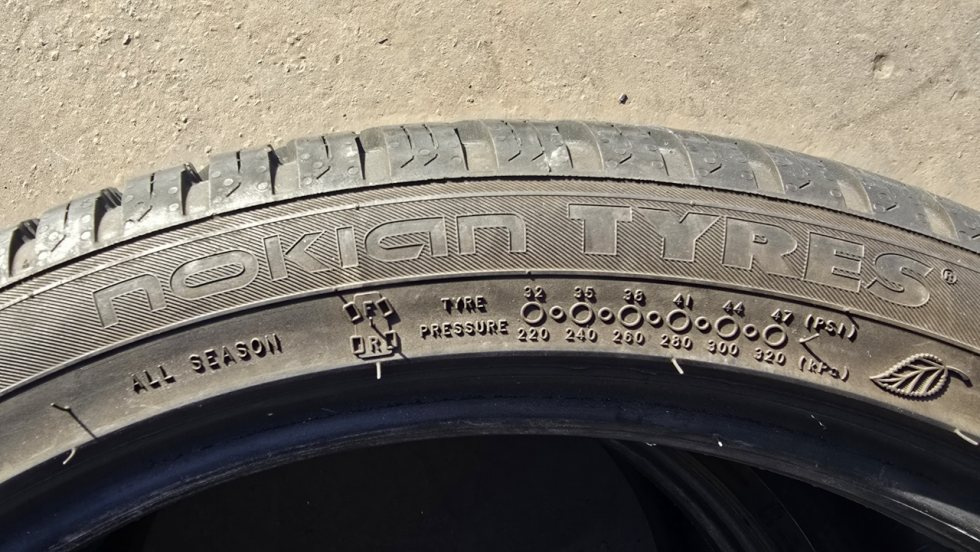 nokian TYRES®
ALL SEASON
F
R
TYRE
PRESSURE
32 35 38 41 44 47 (PSI)
220 240 260 280 300 320 (kPa)